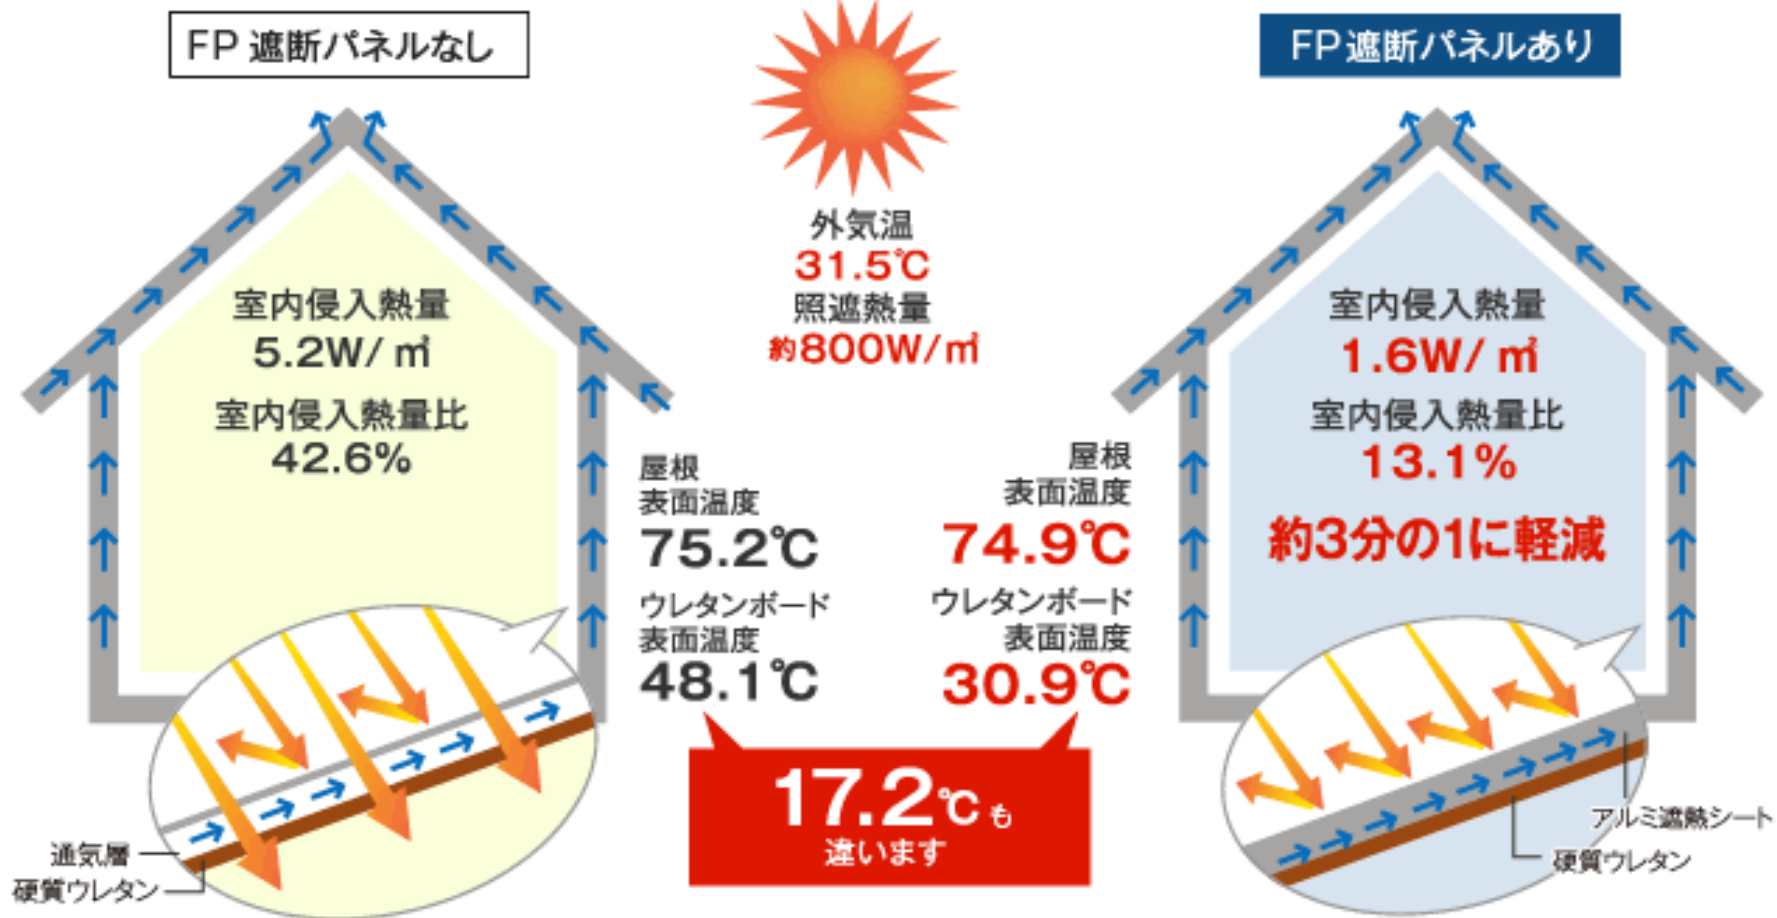 FP 遮断パネルなし
FP遮断パネルあり
外気温
31.5℃
照遮熱量
約800W/㎡
室内侵入熱量
5.2W/ ㎡
室内侵入熱量比
42.6%
室内侵入熱量
1.6W/ ㎡
室内侵入熱量比
13.1%
約3分の1に軽減
屋根
表面温度
75.2℃
ウレタンボード
表面温度
48.1℃
屋根
表面温度
74.9℃
ウレタンボード
表面温度
30.9℃
17.2℃も
違います
通気層
硬質ウレタン
アルミ遮熱シート
硬質ウレタン